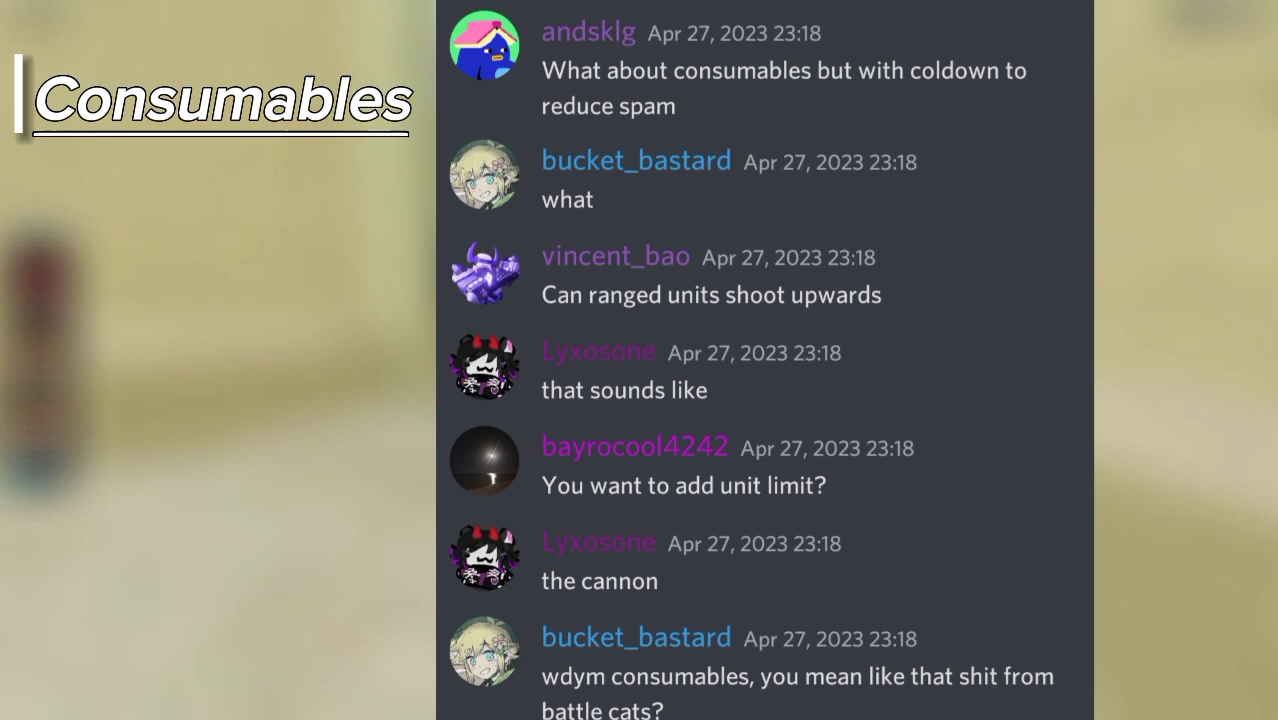 Consumables
andsklg Apr 27, 2023 23:18
What about consumables but with coldown to
reduce spam
bucket_bastard Apr 27, 2023 23:18
what
vincent_bao Apr 27, 2023 23:18
Can ranged units shoot upwards
Lyxosone Apr 27, 2023 23:18
that sounds like
bayrocool4242 Apr 27, 2023 23:18
You want to add unit limit?
Lyxosone Apr 27, 2023 23:18
the cannon
bucket_bastard Apr 27, 2023 23:18
wdym consumables, you mean like that shit from
battle cats?